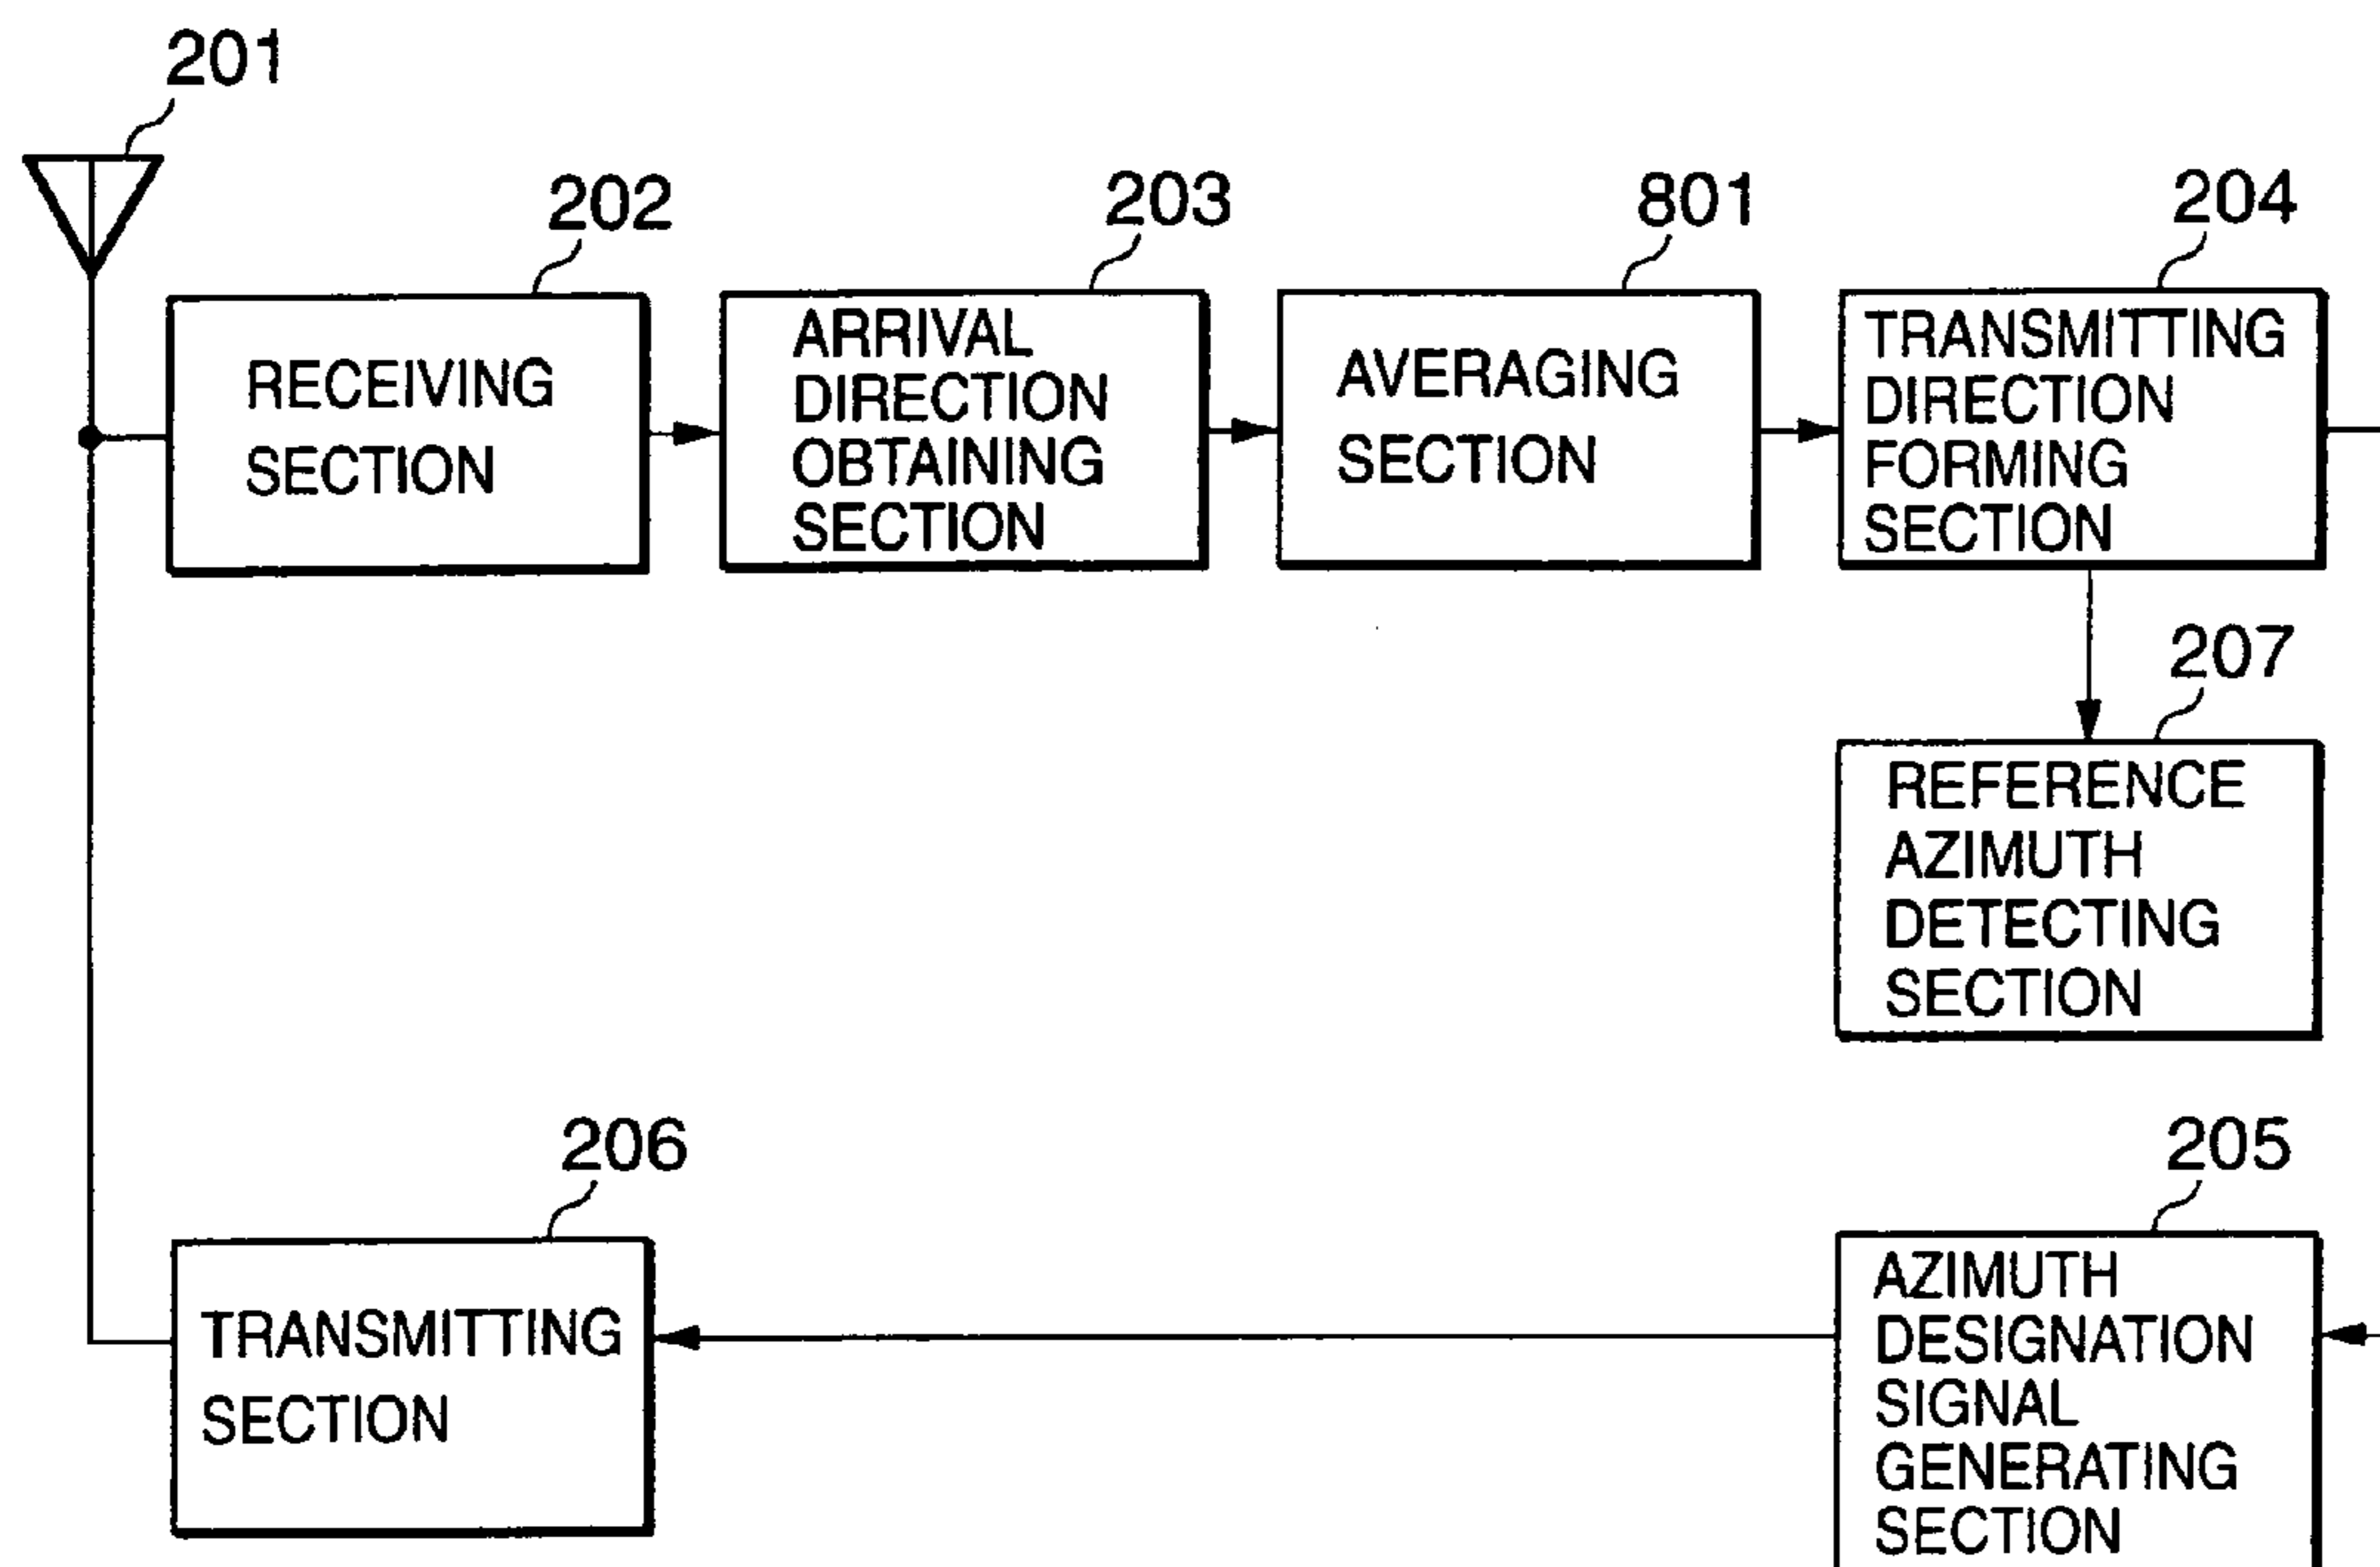 201
202
203
801
204
RECEIVING
SECTION
ARRIVAL
DIRECTION
OBTAINING
SECTION
AVERAGING
SECTION
TRANSMITTING
DIRECTION
FORMING
SECTION
207
REFERENCE
AZIMUTH
DETECTING
SECTION
206
205
TRANSMITTING
SECTION
AZIMUTH
DESIGNATION
SIGNAL
GENERATING
SECTION